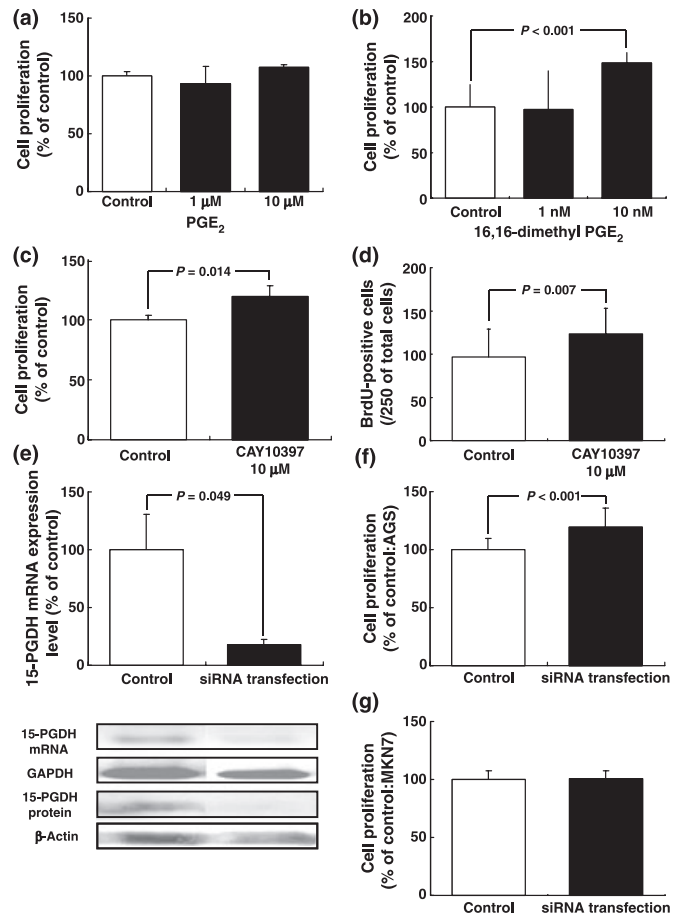 (a)
Cell proliferation
(% of control)
150
100
50
0
Control
1 μM
10 μM
PGE2
(b)
Cell proliferation
(% of control)
200
150
100
50
0
P < 0.001
Control
1 nM
10 nM
16,16-dimethyl PGE2
(c)
Cell proliferation
(% of control)
150
100
50
0
P = 0.014
Control
CAY10397
10 μM
(d)
BrdU-positive cells
(/250 of total cells)
200
150
100
50
0
P = 0.007
Control
CAY10397
10 μM
(e)
15-PGDH mRNA expression
level (% of control)
150
100
50
0
P = 0.049
Control
siRNA transfection
15-PGDH
mRNA
GAPDH
15-PGDH
protein
β-Actin
(f)
Cell proliferation
(% of control:AGS)
150
100
50
0
P < 0.001
Control
siRNA transfection
(g)
Cell proliferation
(% of control:MKN7)
150
100
50
0
Control
siRNA transfection